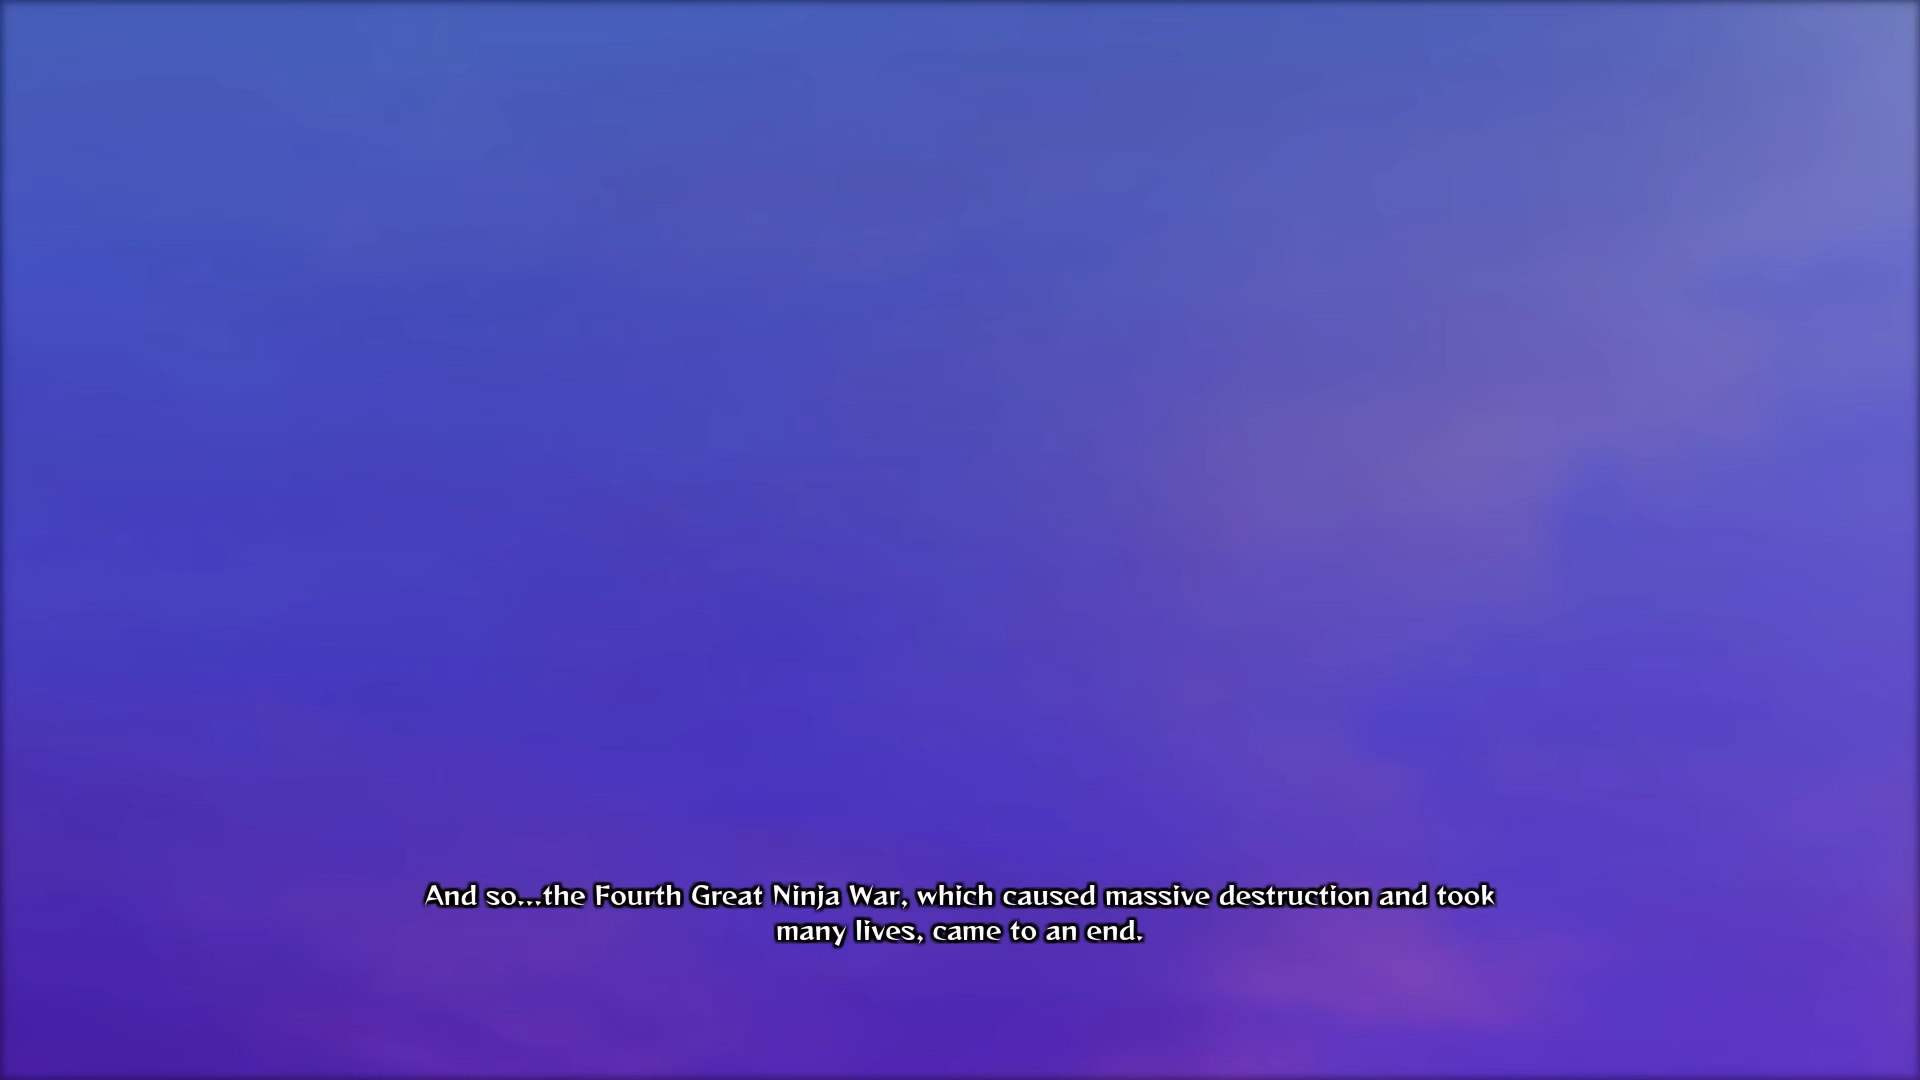 And so...the Fourth Great Ninja War, which caused massive destruction and took
many lives, came to an end.